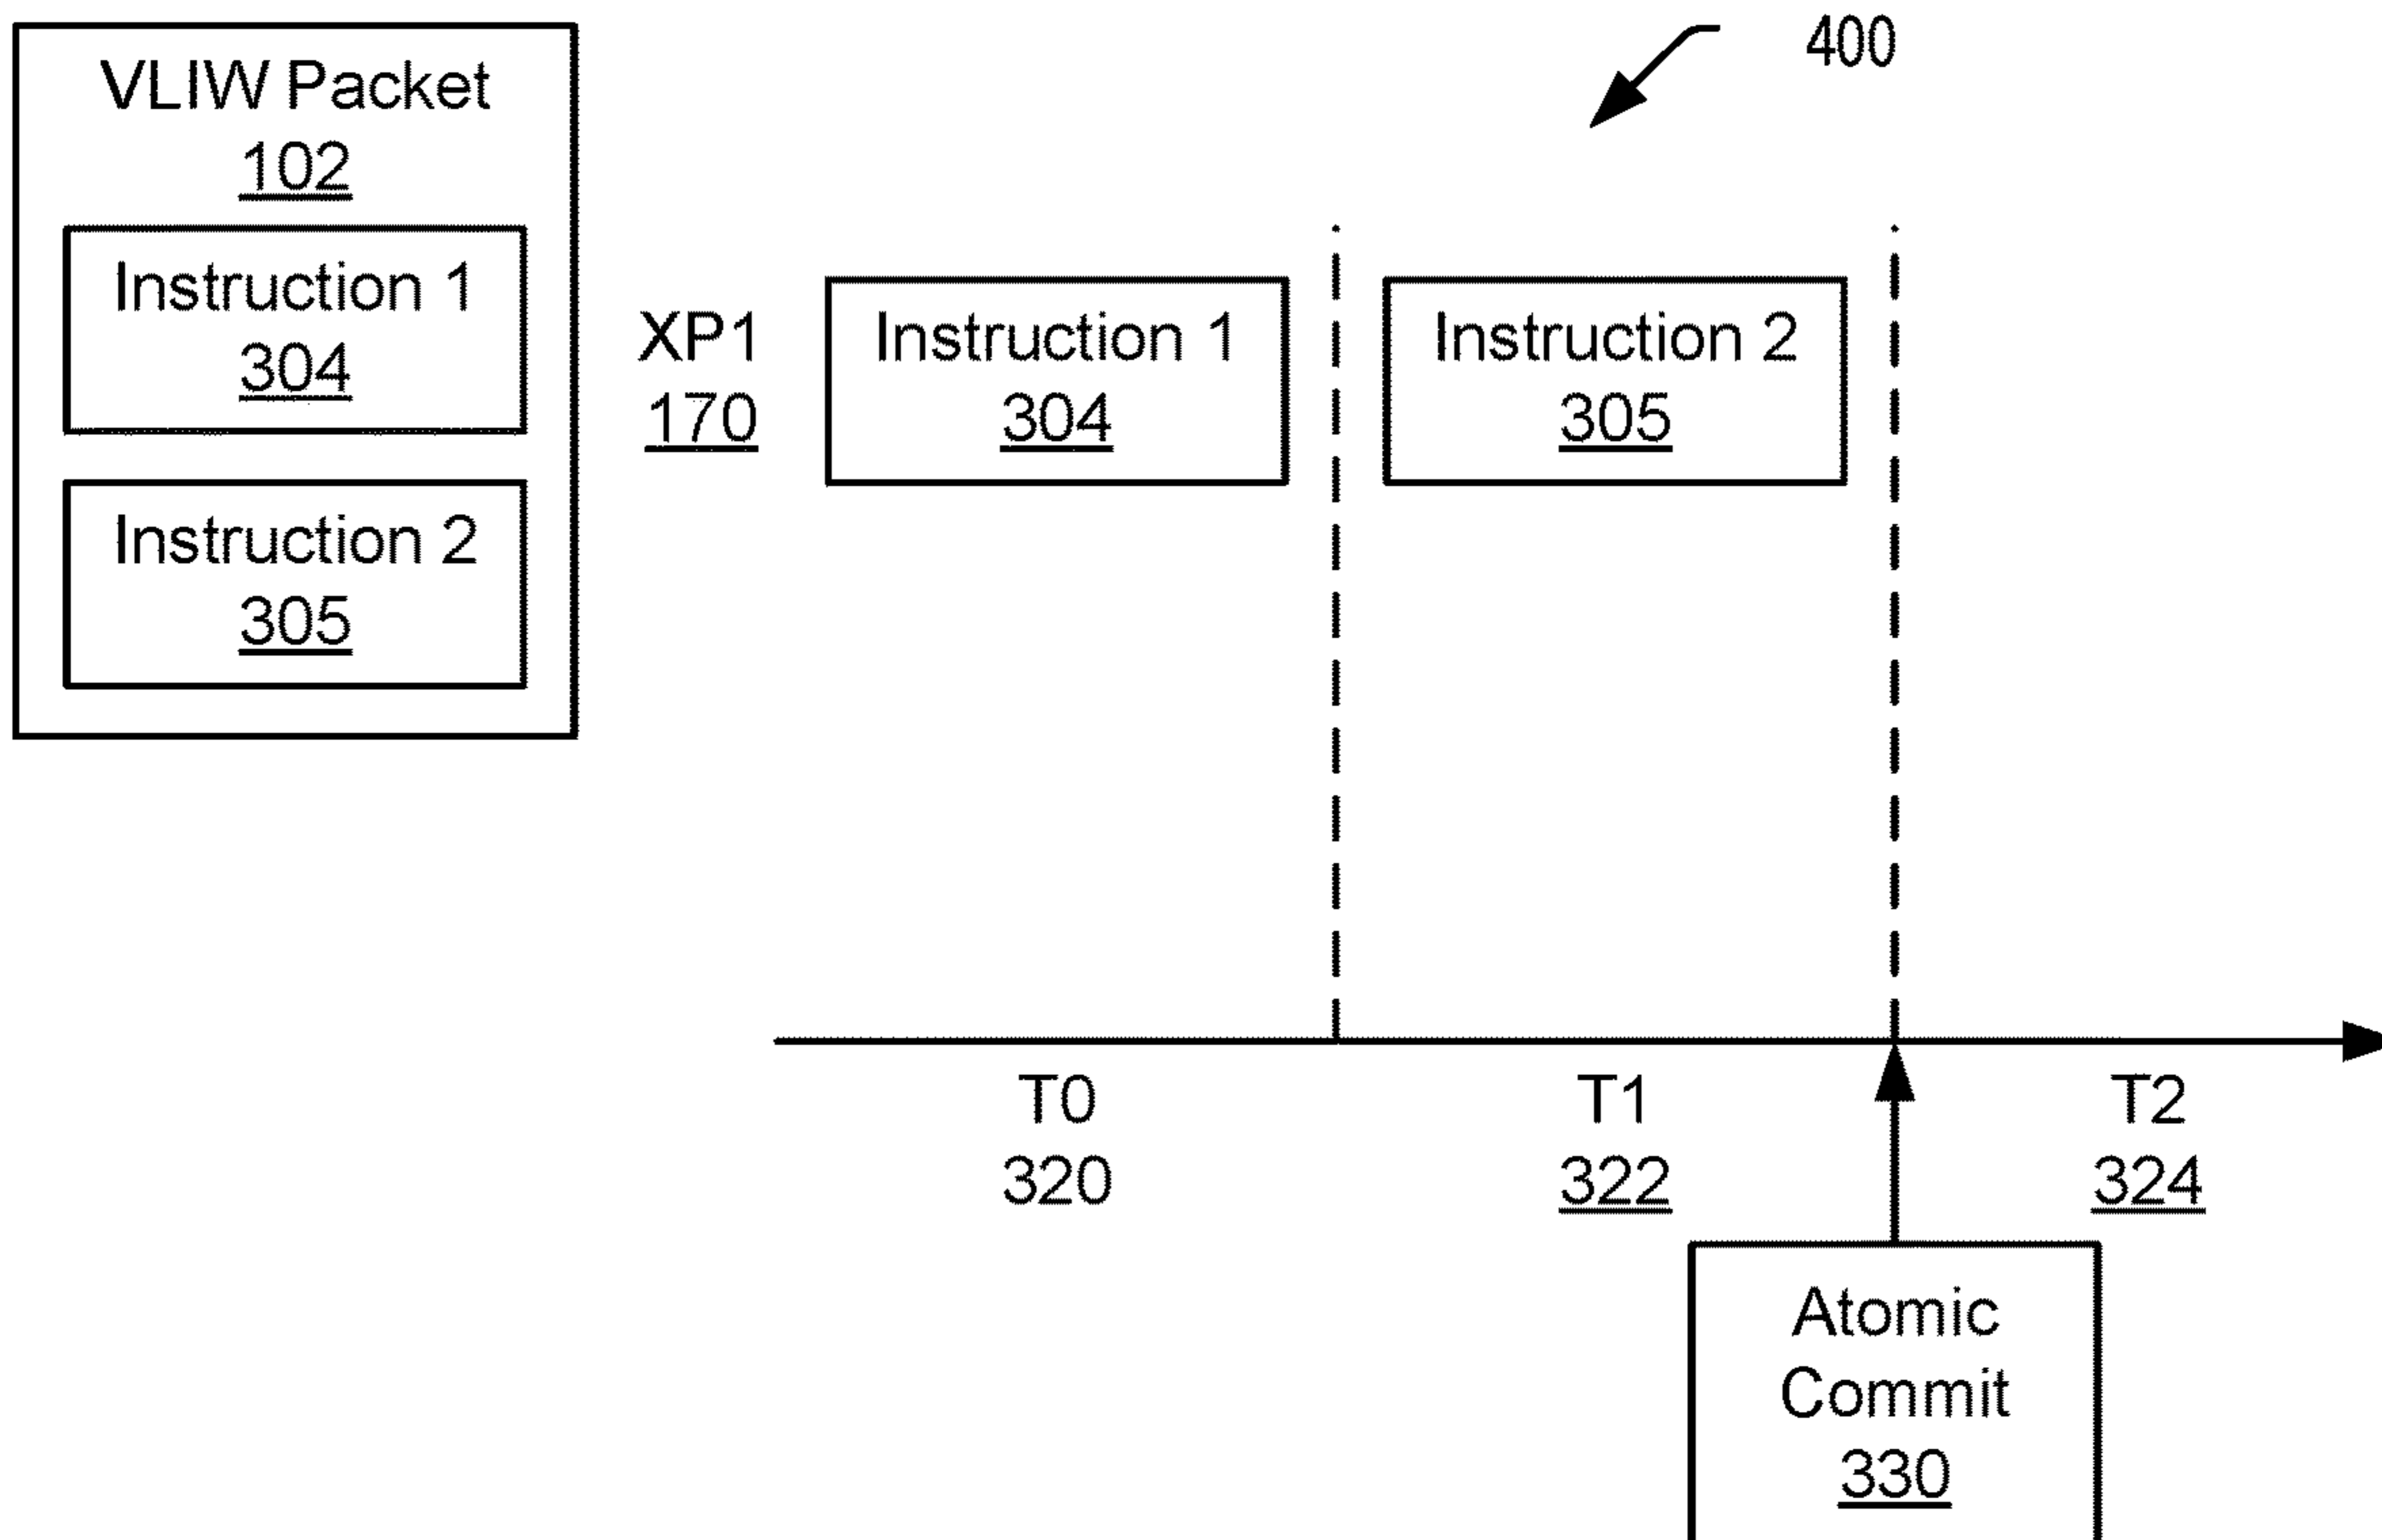 400
VLIW Packet
102
Instruction 1
304
Instruction 2
305
XP1
170
Instruction 1
304
Instruction 2
305
T0
320
T1
322
T2
324
Atomic
Commit
330